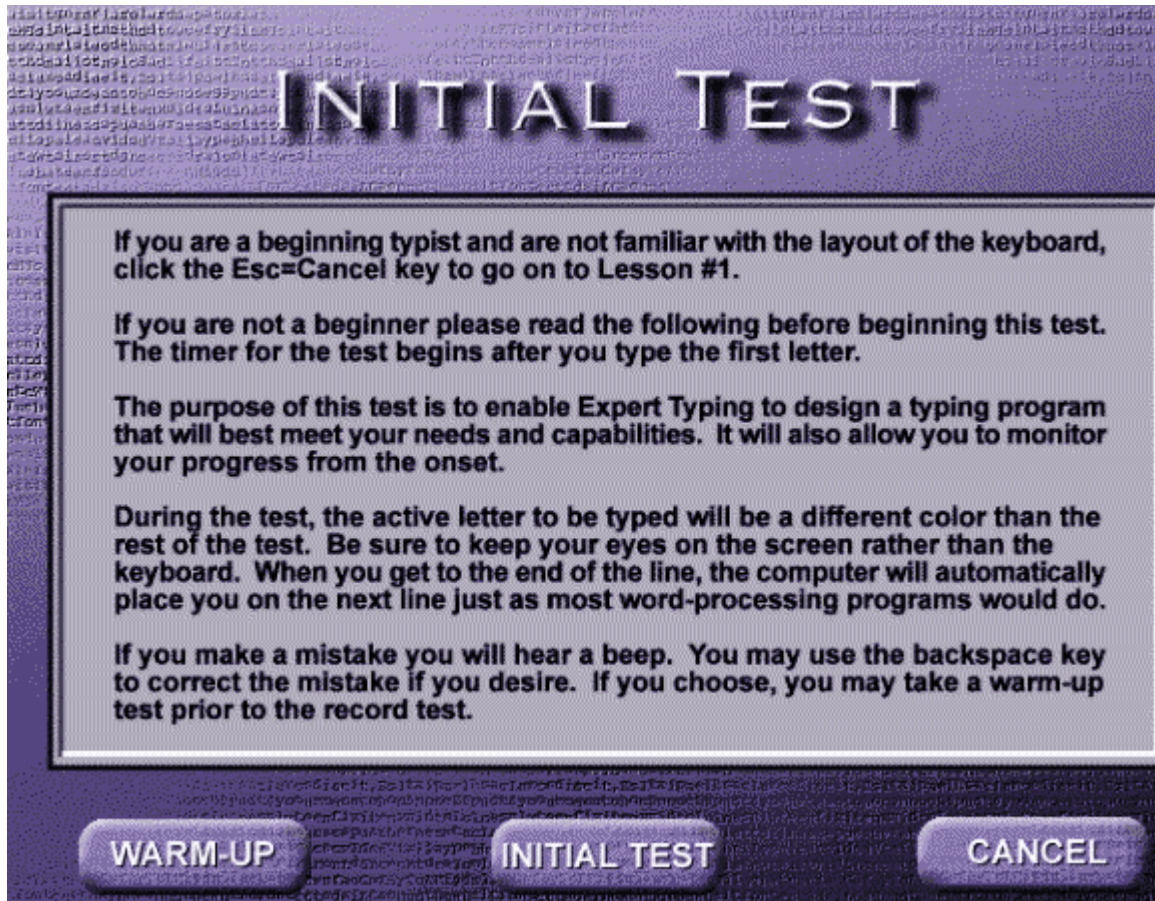 INITIAL TEST
If you are a beginning typist and are not familiar with the layout of the keyboard,
click the Esc=Cancel key to go on to Lesson #1.
If you are not a beginner please read the following before beginning this test.
The timer for the test begins after you type the first letter.
The purpose of this test is to enable Expert Typing to design a typing program
that will best meet your needs and capabilities.  It will also allow you to monitor
your progress from the onset.
During the test, the active letter to be typed will be a different color than the
rest of the test.  Be sure to keep your eyes on the screen rather than the
keyboard.  When you get to the end of the line, the computer will automatically
place you on the next line just as most word-processing programs would do.
If you make a mistake you will hear a beep.  You may use the backspace key
to correct the mistake if you desire.  If you choose, you may take a warm-up
test prior to the record test.
WARM-UP
INITIAL TEST
CANCEL